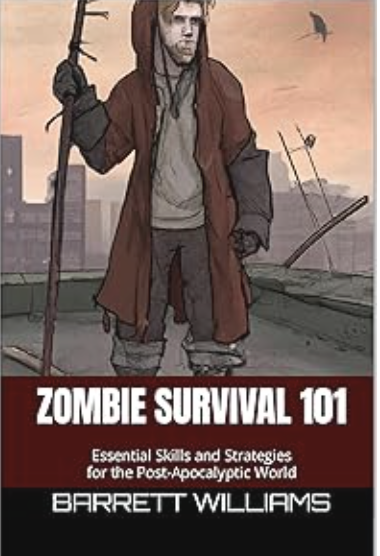 ZOMBIE SURVIVAL 101
Essential Skills and Strategies
for the Post-Apocalyptic World
BARRETT WILLIAMS